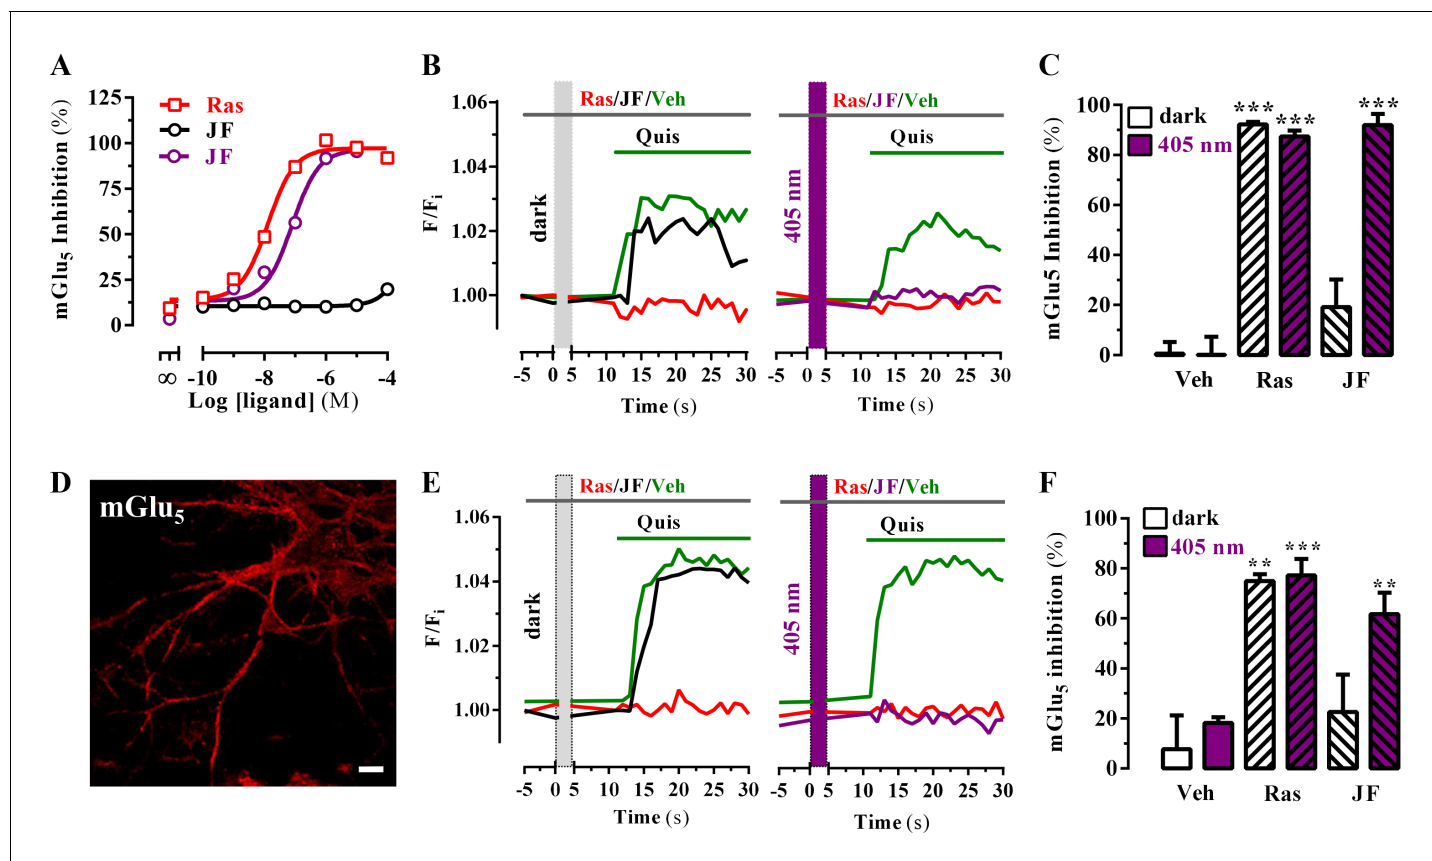 A
125
100
75
50
25
0
mGlu5 Inhibition (%)
Ras
JF
JF
∞ -10 -8 -6 -4
Log [ligand] (M)
B
1.06
1.04
1.02
1.00
F/Fi
Ras/JF/Veh
Quis
dark
-5 0 5 10 15 20 25 30
Time (s)
Ras/JF/Veh
Quis
405 nm
-5 0 5 10 15 20 25 30
Time (s)
C
100
80
60
40
20
0
mGlu5 Inhibition (%)
dark
405 nm
*** *** ***
Veh Ras JF
D
mGlu5
E
1.06
1.04
1.02
1.00
F/Fi
Ras/JF/Veh
Quis
dark
-5 0 5 10 15 20 25 30
Time (s)
Ras/JF/Veh
Quis
405 nm
-5 0 5 10 15 20 25 30
Time (s)
F
100
80
60
40
20
0
mGlu5 inhibition (%)
dark
405 nm
** *** **
Veh Ras JF